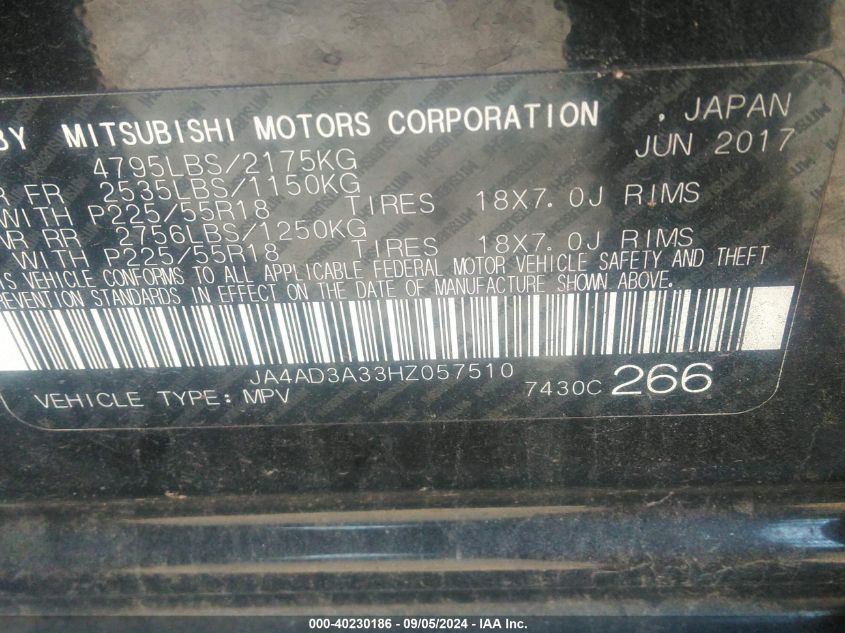 BY MITSUBISHI MOTORS CORPORATION , JAPAN
4795LBS/2175KG JUN 2017
R FR 2535LBS/1150KG
WITH P225/55R18 TIRES 18X7.0J RIMS
WR RR 2756LBS/1250KG
WITH P225/55R18 TIRES 18X7.0J RIMS
IS VEHICLE CONFORMS TO ALL APPLICABLE FEDERAL MOTOR VEHICLE SAFETY AND THEFT
PREVENTION STANDARDS IN EFFECT ON THE DATE OF MANUFACTURE SHOWN ABOVE.
JA4AD3A33HZ057510
VEHICLE TYPE: MPV 7430C 266
000-40230186 - 09/05/2024 - IAA Inc.